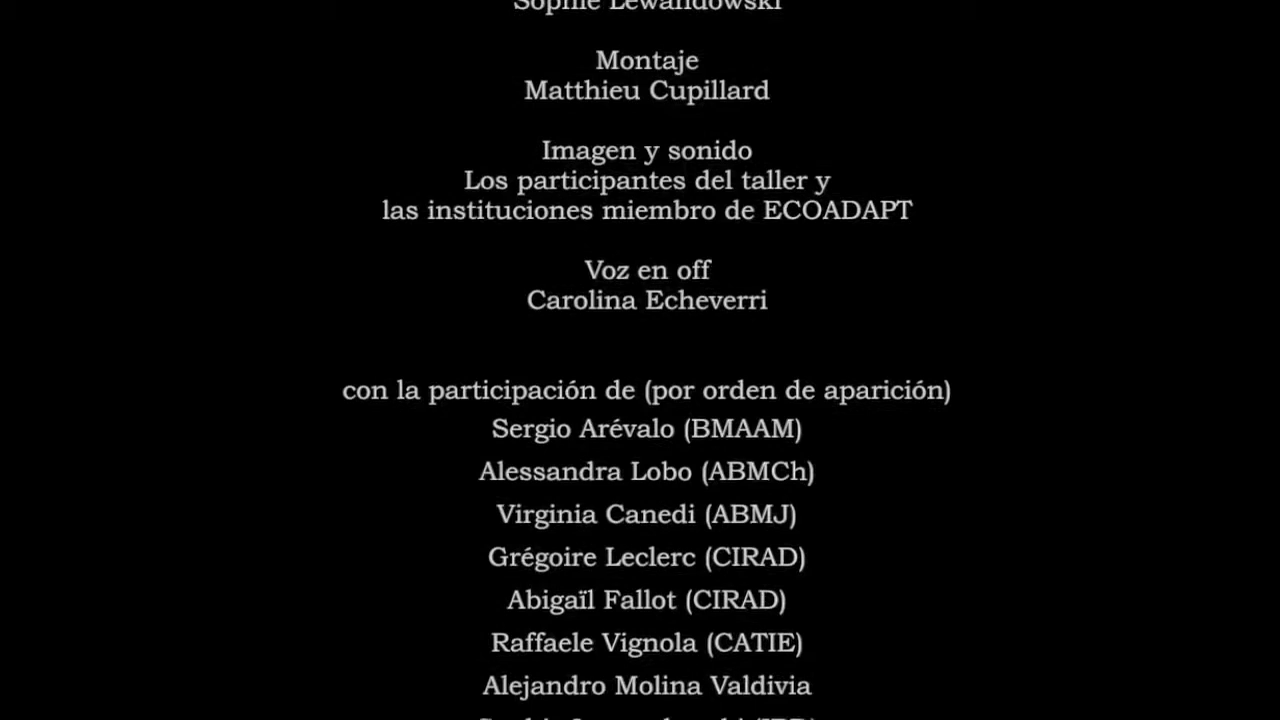 Sophie Lewandowski
Montaje
Matthieu Cupillard
Imagen y sonido
Los participantes del taller y
las instituciones miembro de ECOADAPT
Voz en off
Carolina Echeverri
con la participación de (por orden de aparición)
Sergio Arévalo (BMAAM)
Alessandra Lobo (ABMCh)
Virginia Canedi (ABMJ)
Grégoire Leclerc (CIRAD)
Abigaïl Fallot (CIRAD)
Raffaele Vignola (CATIE)
Alejandro Molina Valdivia